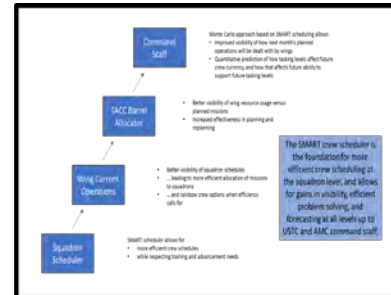 Command
Staff
Monte Carlo approach based on SMART scheduling allows
• Improved visibility of how next month's planned
operations will be dealt with by wings
• Quantitative prediction of how tasking levels affect future
crew currency, and how that affects future ability to
support future tasking levels
TACC Barrel
Allocator
• Better visibility of wing resource usage versus
planned missions
• Increased effectiveness in planning and
replanning
Wing Current
Operations
• Better visibility of squadron schedules
• ... leading to more efficient allocation of missions
to squadrons
• ... and rainbow crew options when efficiency
calls for
Squadron
Scheduler
SMART scheduler allows for
• more efficient crew schedules
• while respecting training and advancement needs
The SMART crew scheduler is
the foundation for more
efficient crew scheduling at
the squadron level, and allows
for gains in visibility, efficient
problem solving, and
forecasting at all levels up to
USTC and AMC command staff.